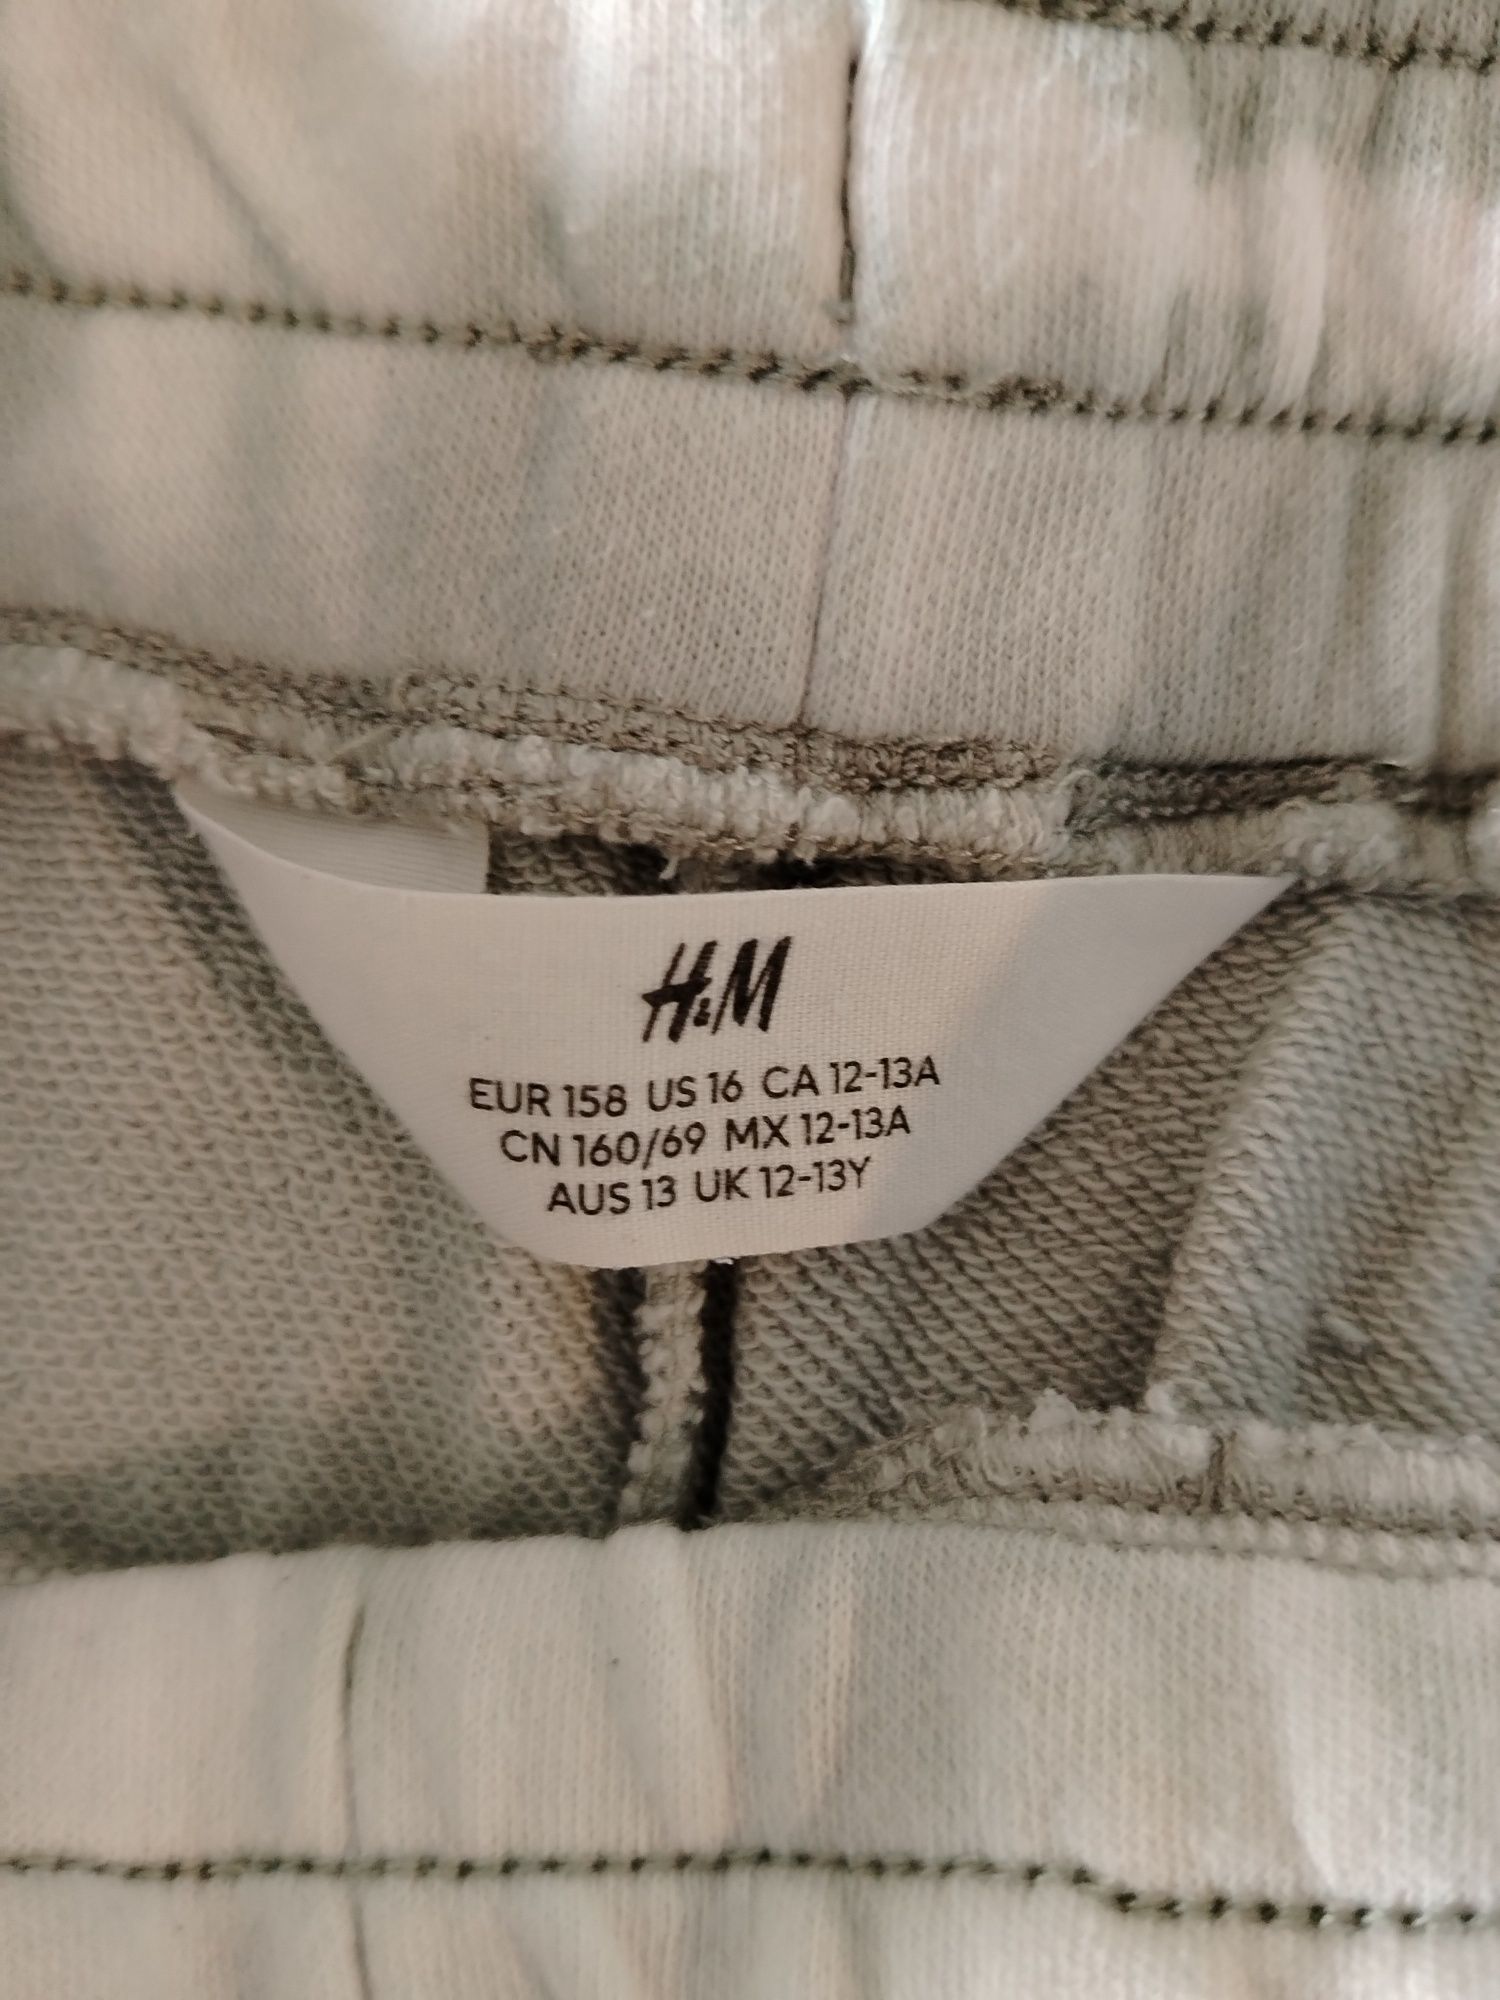 H&M
EUR 158 US 16 CA 12-13A
CN 160/69 MX 12-13A
AUS 13 UK 12-13Y